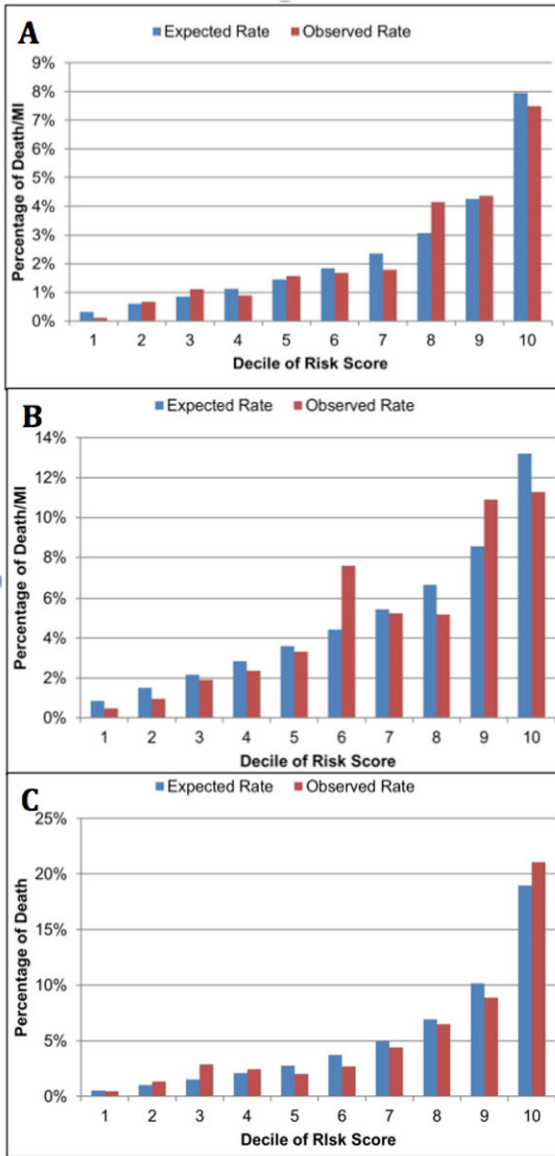 A
Expected Rate Observed Rate
Percentage of Death/MI
9%
8%
7%
6%
5%
4%
3%
2%
1%
0%
1 2 3 4 5 6 7 8 9 10
Decile of Risk Score
B
Expected Rate Observed Rate
Percentage of Death/MI
14%
12%
10%
8%
6%
4%
2%
0%
1 2 3 4 5 6 7 8 9 10
Decile of Risk Score
C
Expected Rate Observed Rate
Percentage of Death
25%
20%
15%
10%
5%
0%
1 2 3 4 5 6 7 8 9 10
Decile of RIsk Score